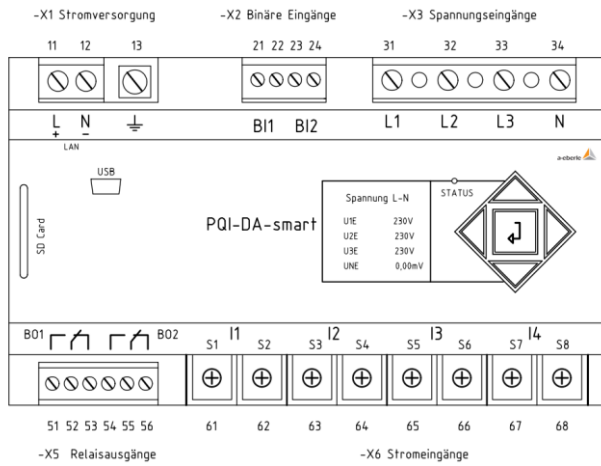 -X1 Stromversorgung -X2 Binäre Eingänge -X3 Spannungseingänge
11 12 13 21 22 23 24 31 32 33 34
L N BI1 BI2 L1 L2 L3 N
+ -
LAN
a-eberle
USB
STATUS
Spannung L-N
SD Card
PQI-DA-smart
U1E 230V
U2E 230V
U3E 230V
UNE 0,00mV
BO1 BO2 I1 I2 I3 I4
S1 S2 S3 S4 S5 S6 S7 S8
51 52 53 54 55 56 61 62 63 64 65 66 67 68
-X5 Relaisausgänge -X6 Stromeingänge